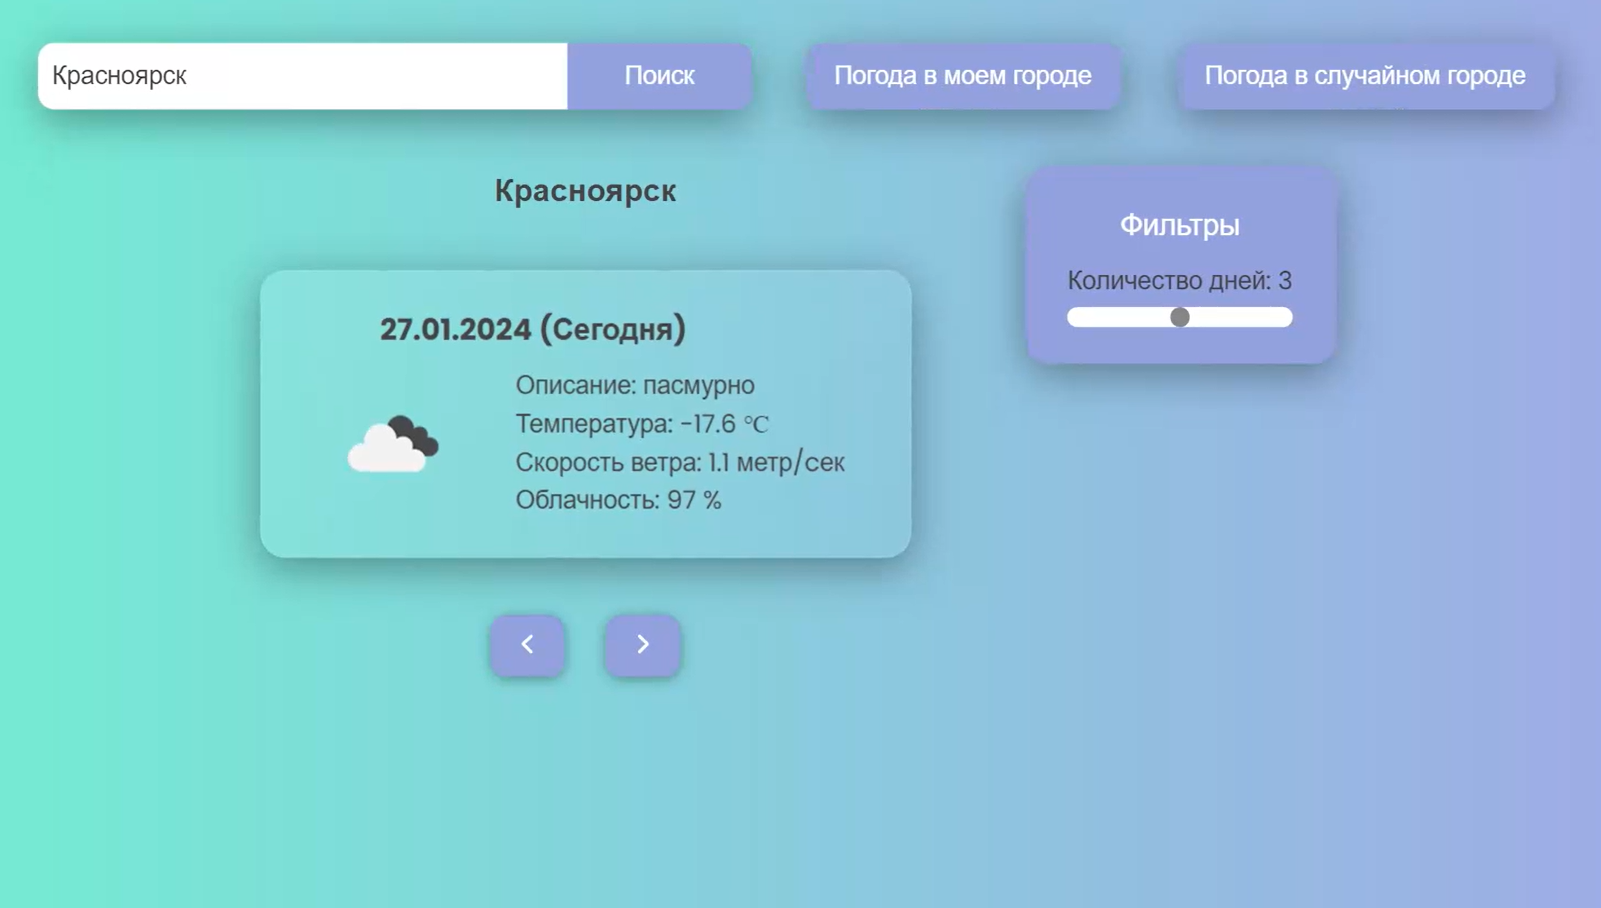 Красноярск
Поиск
Погода в моем городе
Погода в случайном городе
Красноярск
Фильтры
Количество дней: 3
27.01.2024 (Сегодня)
Описание: пасмурно
Температура: -17.6 ℃
Скорость ветра: 1.1 метр/сек
Облачность: 97 %